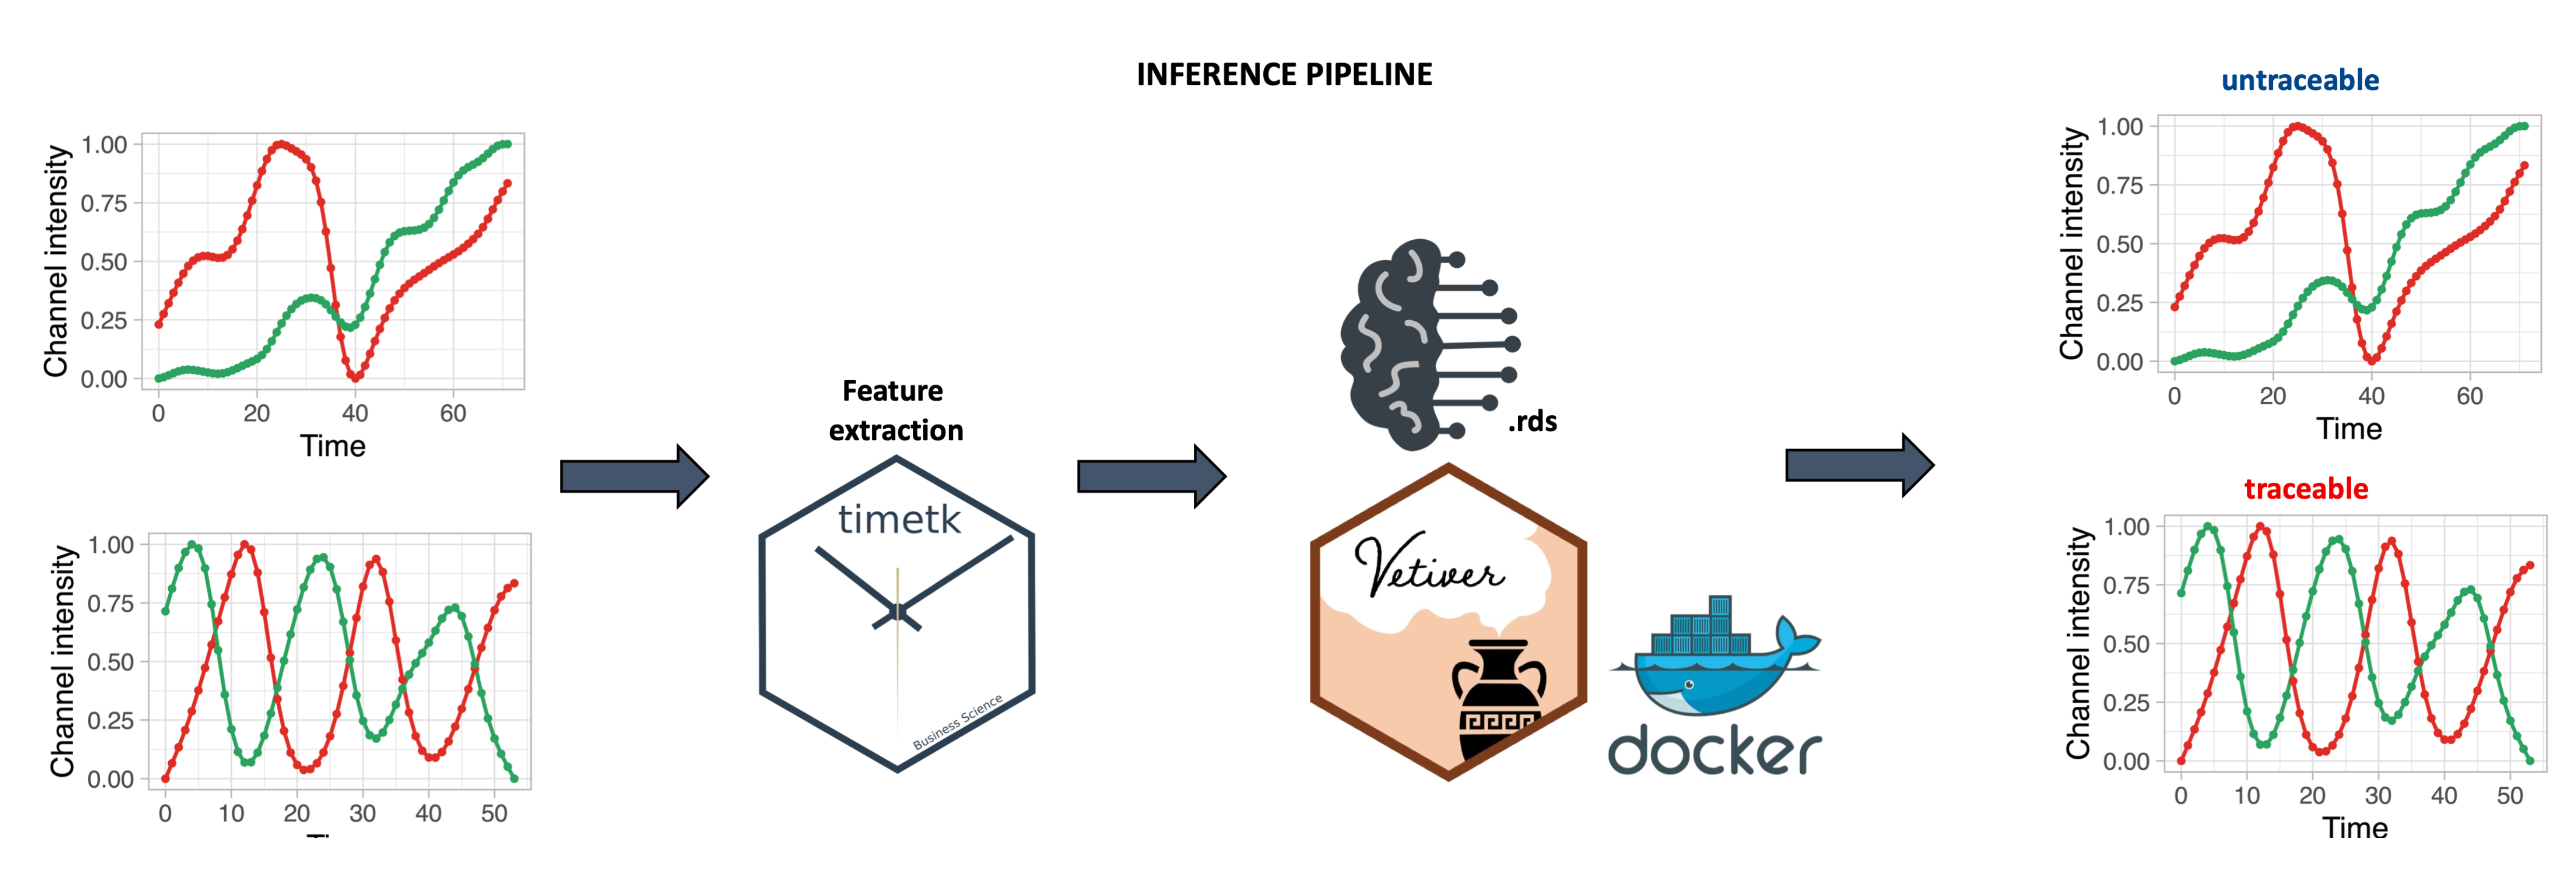 INFERENCE PIPELINE
Channel intensity
1.00
0.75
0.50
0.25
0.00
0 20 40 60
Time
Channel intensity
1.00
0.75
0.50
0.25
0.00
0 10 20 30 40 50
Feature
extraction
timetk
Business Science
.rds
Vetiver
docker
untraceable
Channel intensity
1.00
0.75
0.50
0.25
0.00
0 20 40 60
Time
traceable
Channel intensity
1.00
0.75
0.50
0.25
0.00
0 10 20 30 40 50
Time